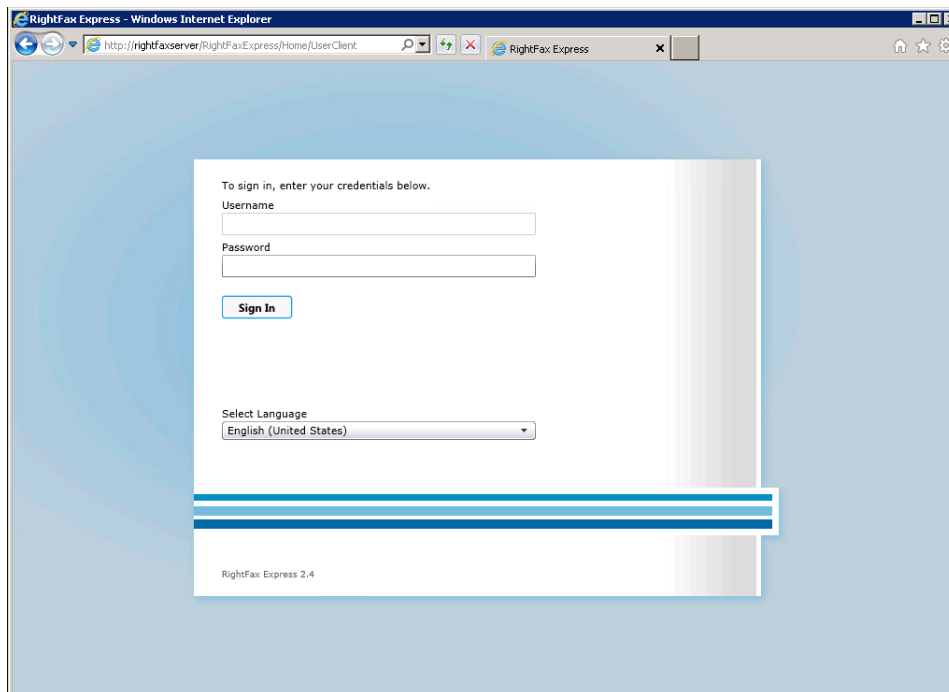 RightFax Express - Windows Internet Explorer
http://rightfaxserver/RightFaxExpress/Home/UserClient
RightFax Express
To sign in, enter your credentials below.
Username
Password
Sign In
Select Language
English (United States)
RightFax Express 2.4